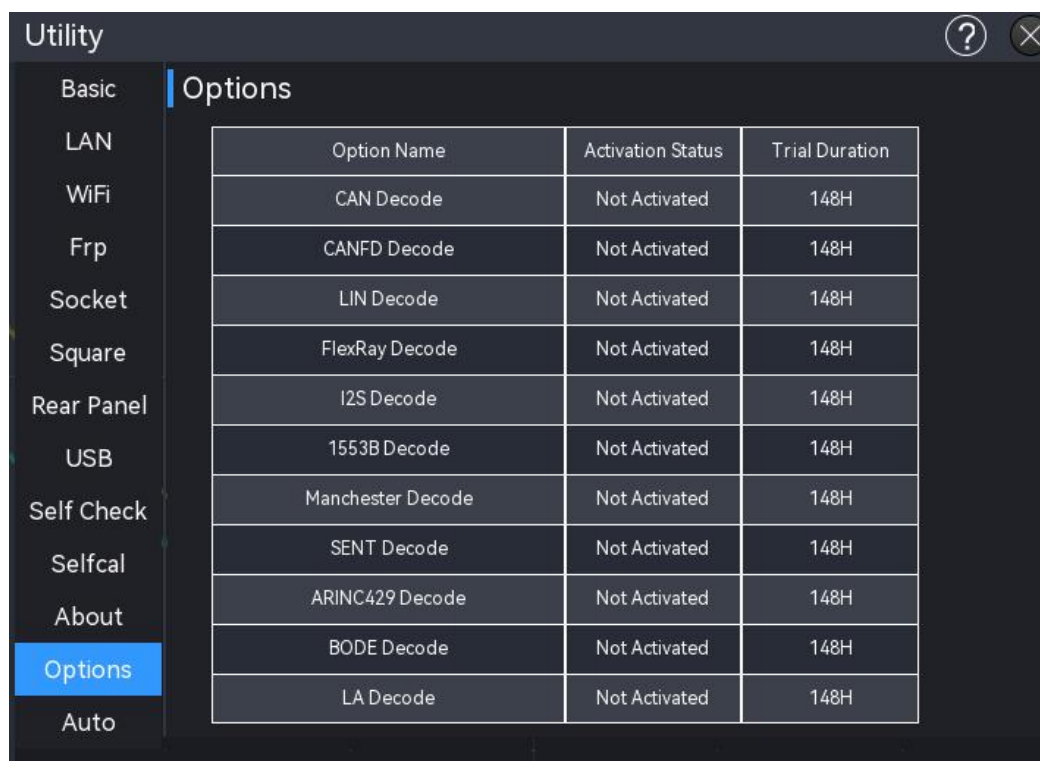 Utility ?
Basic
LAN
WiFi
Frp
Socket
Square
Rear Panel
USB
Self Check
Selfcal
About
Options
Auto
Options
Option Name Activation Status Trial Duration
CAN Decode Not Activated 148H
CANFD Decode Not Activated 148H
LIN Decode Not Activated 148H
FlexRay Decode Not Activated 148H
I2S Decode Not Activated 148H
1553B Decode Not Activated 148H
Manchester Decode Not Activated 148H
SENT Decode Not Activated 148H
ARINC429 Decode Not Activated 148H
BODE Decode Not Activated 148H
LA Decode Not Activated 148H